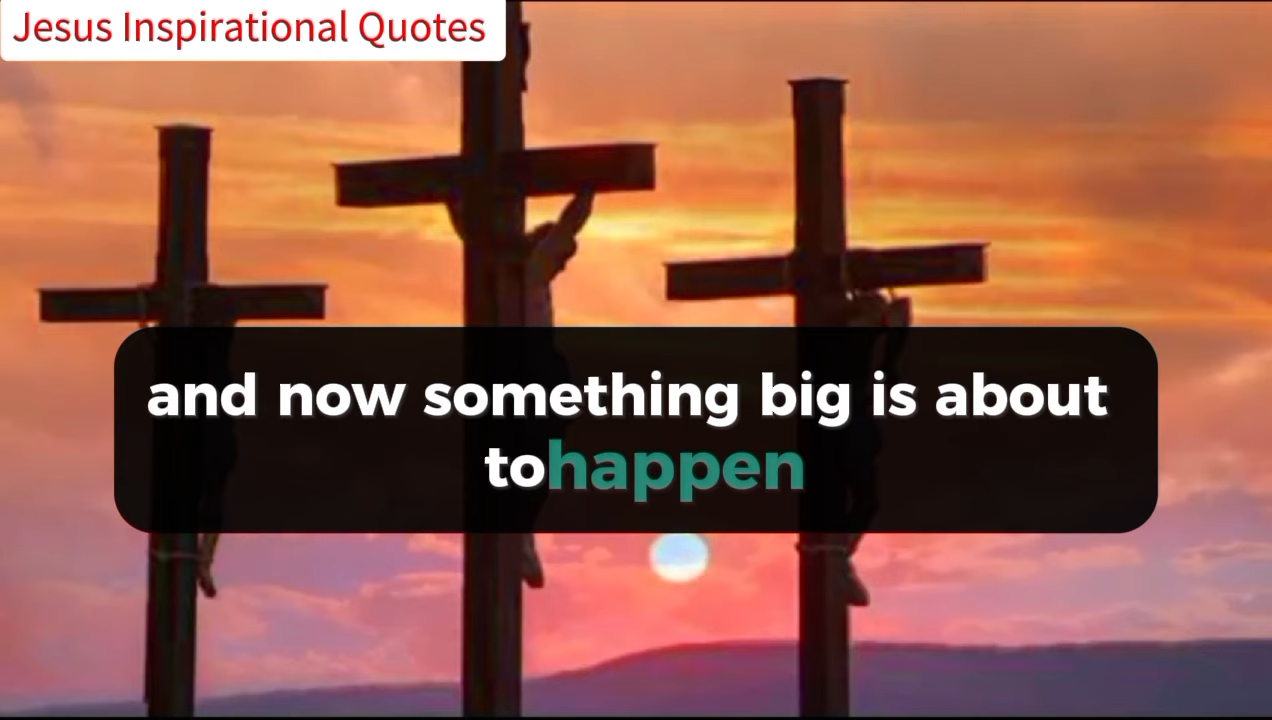 Jesus Inspirational Quotes
and now something big is about
tohappen